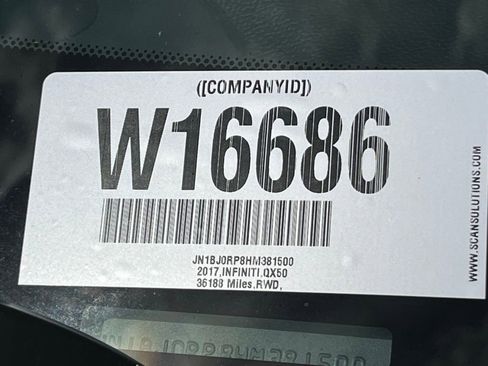 ([COMPANYID])
W16686
JN1BJ0RP8HM381500
2017,INFINITI,QX50
36188 Miles,RWD,
WWW.SCANSOLUTIONS.COM